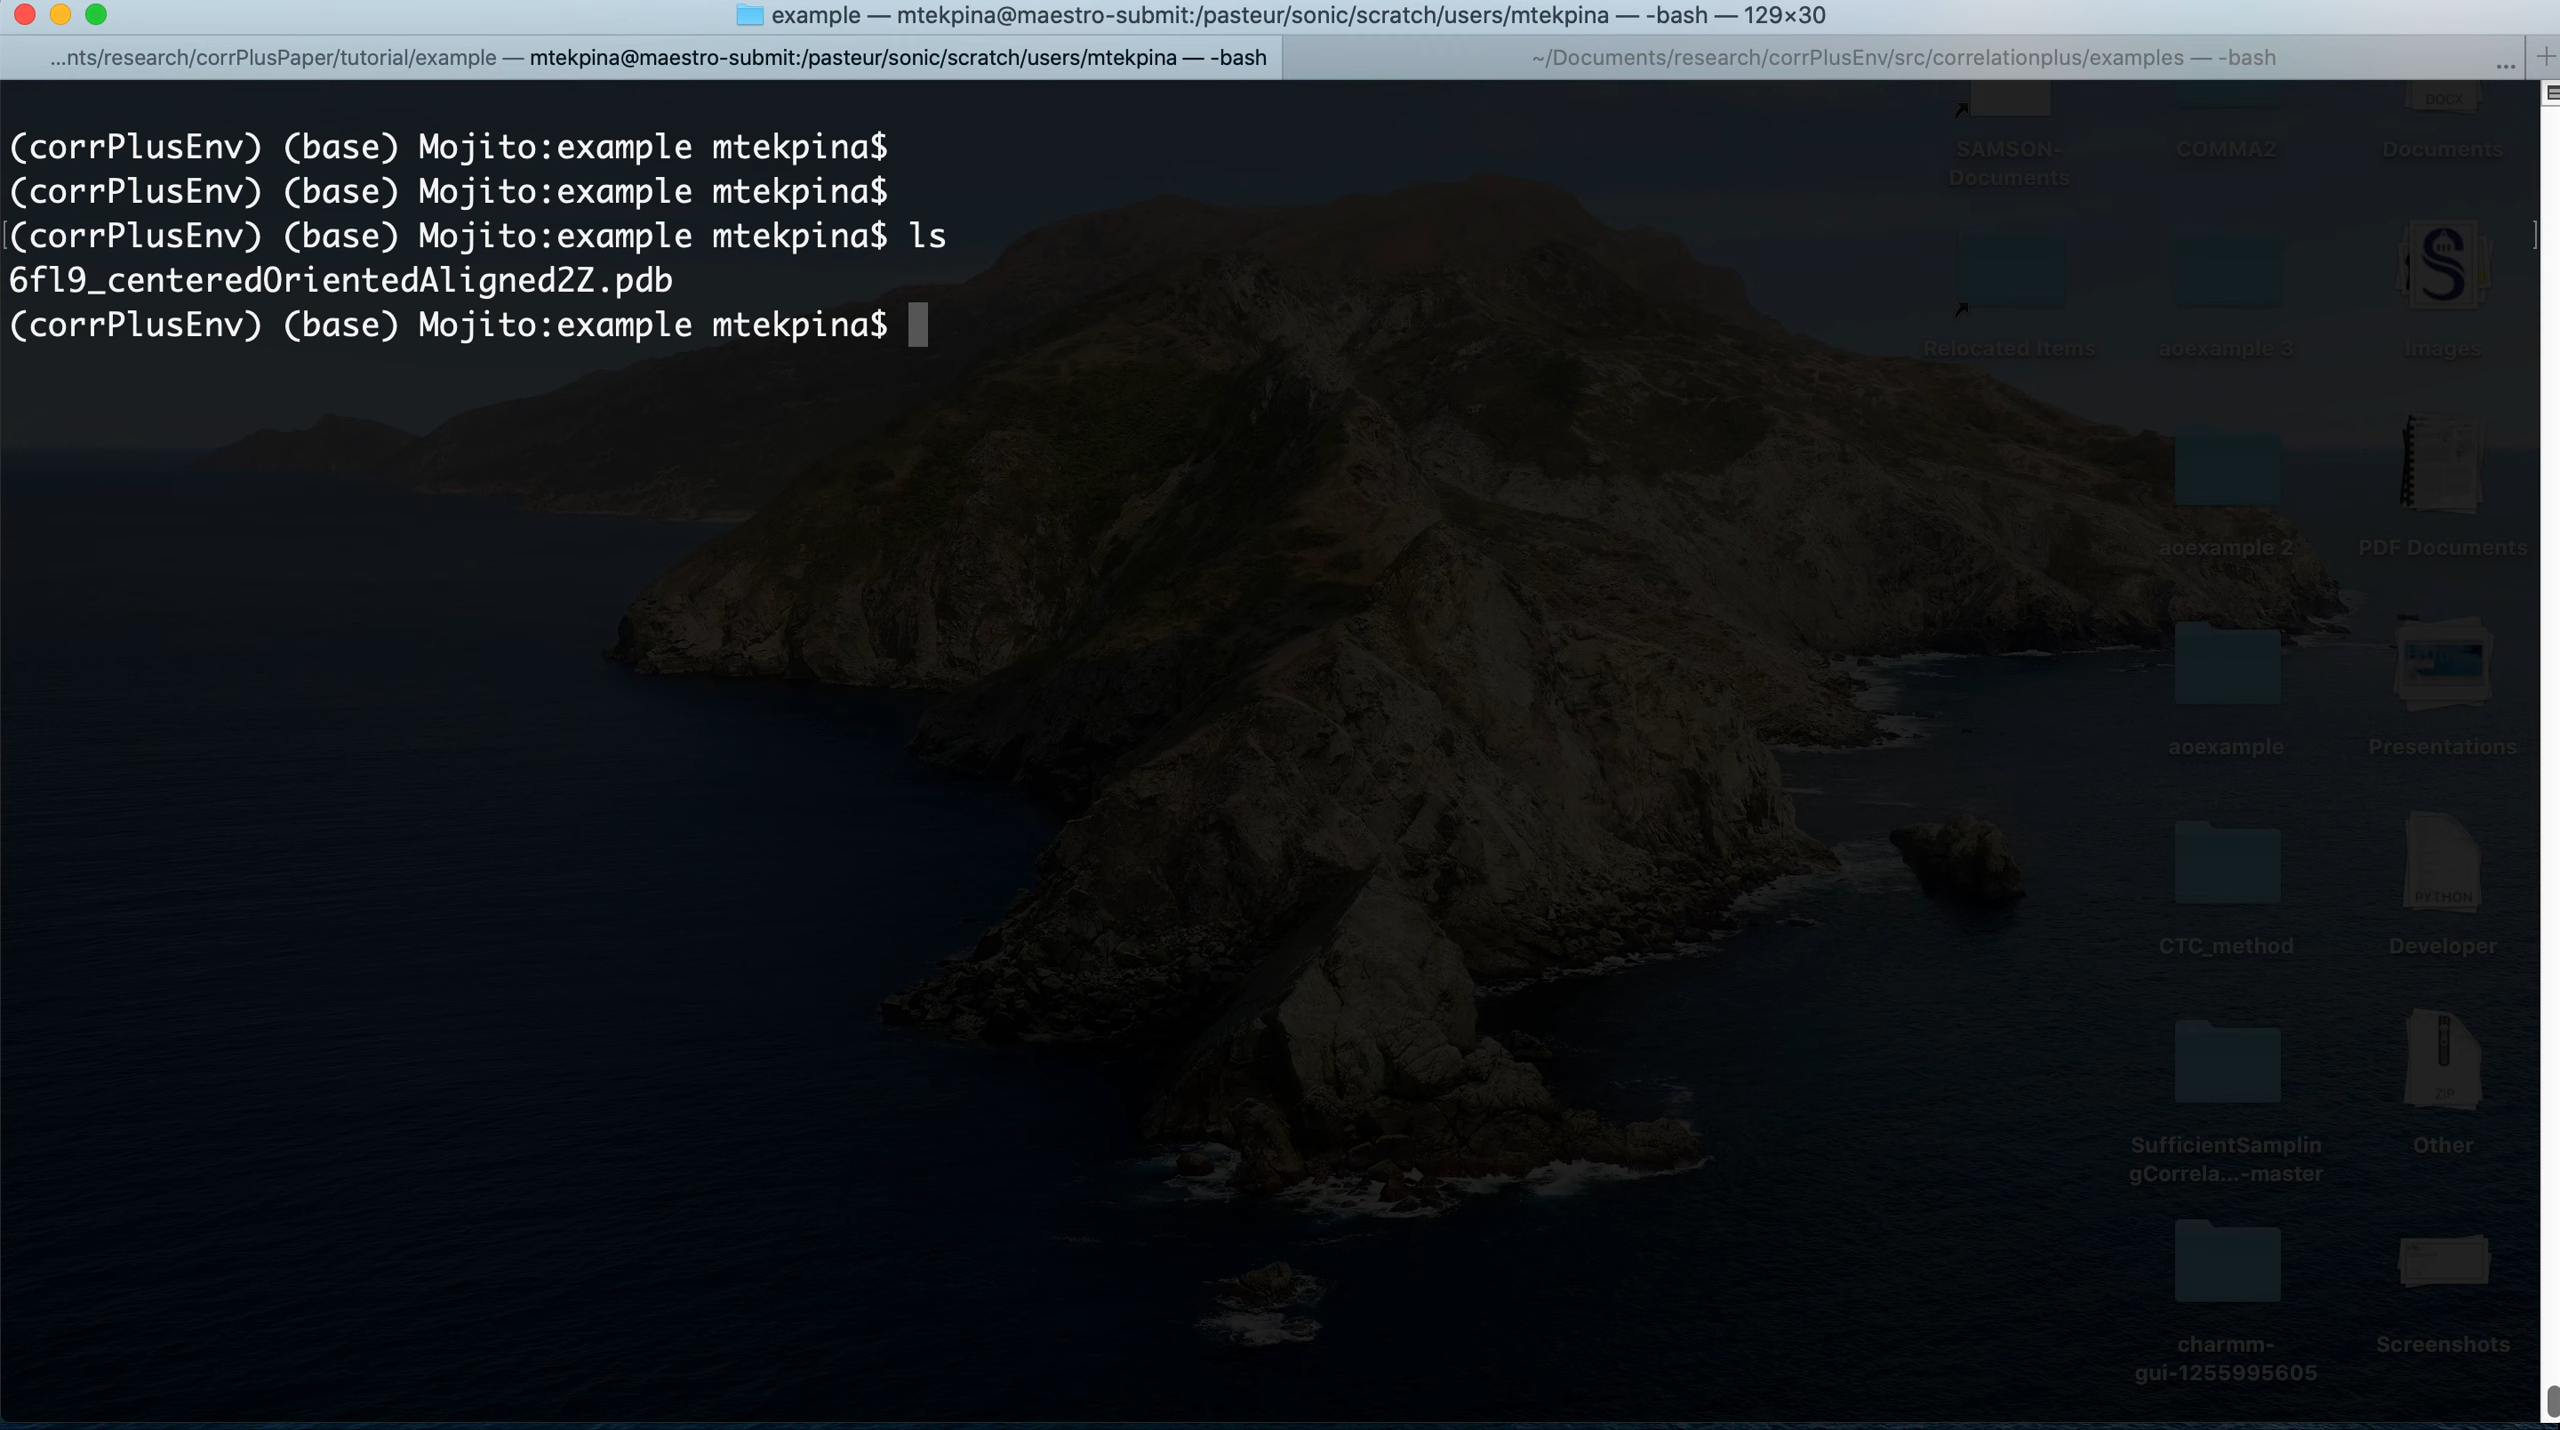 example — mtekpina@maestro-submit:/pasteur/sonic/scratch/users/mtekpina — -bash — 129×30
...nts/research/corrPlusPaper/tutorial/example — mtekpina@maestro-submit:/pasteur/sonic/scratch/users/mtekpina — -bash
~/Documents/research/corrPlusEnv/src/correlationplus/examples — -bash
...
(corrPlusEnv) (base) Mojito:example mtekpina$
(corrPlusEnv) (base) Mojito:example mtekpina$
[(corrPlusEnv) (base) Mojito:example mtekpina$ ls ]
6fl9_centeredOrientedAligned2Z.pdb
(corrPlusEnv) (base) Mojito:example mtekpina$
DOCX
SAMSON-
Documents
COMMA2
Documents
Relocated Items
aoexample 3
Images
aoexample 2
PDF Documents
aoexample
Presentations
PYTHON
CTC_method
Developer
ZIP
SufficientSamplin
gCorrela...-master
Other
charmm-
gui-1255995605
Screenshots